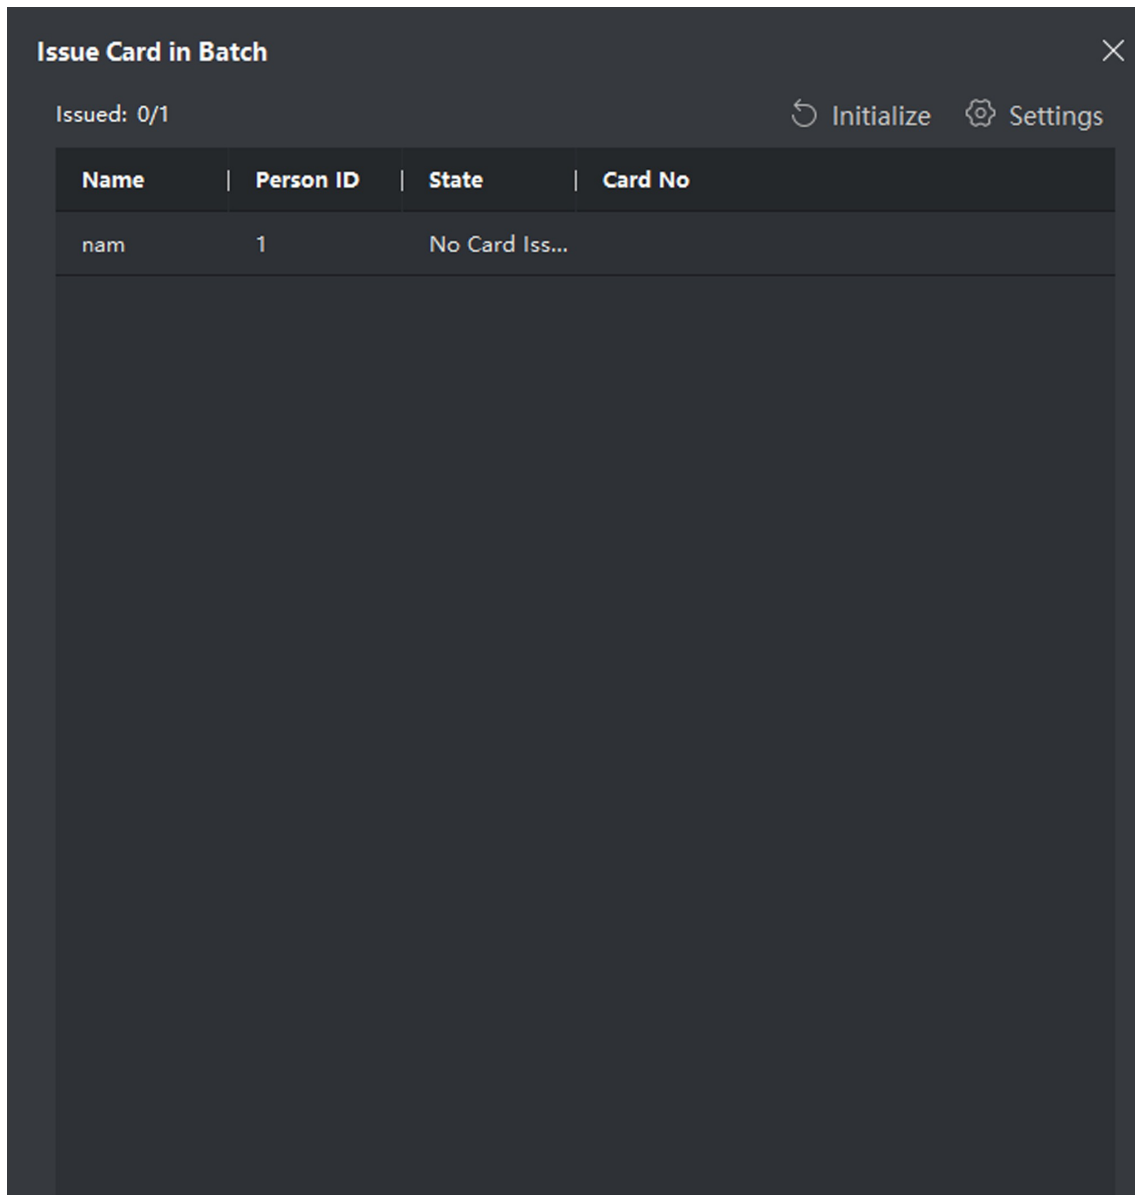 Issue Card in Batch
Issued: 0/1 Initialize Settings
Name | Person ID | State | Card No
nam 1 No Card Iss...